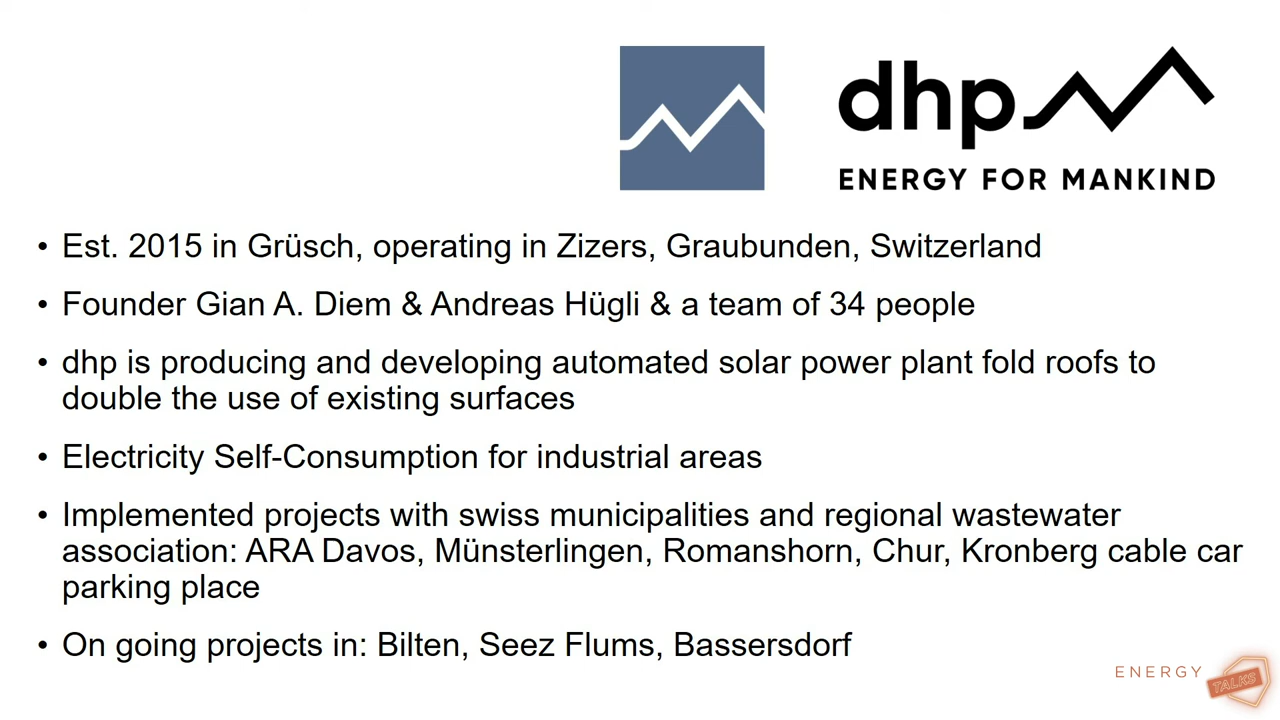 dhp
ENERGY FOR MANKIND
• Est. 2015 in Grüsch, operating in Zizers, Graubunden, Switzerland
• Founder Gian A. Diem & Andreas Hügli & a team of 34 people
• dhp is producing and developing automated solar power plant fold roofs to
double the use of existing surfaces
• Electricity Self-Consumption for industrial areas
• Implemented projects with swiss municipalities and regional wastewater
association: ARA Davos, Münsterlingen, Romanshorn, Chur, Kronberg cable car
parking place
• On going projects in: Bilten, Seez Flums, Bassersdorf
ENERGY
TALKS